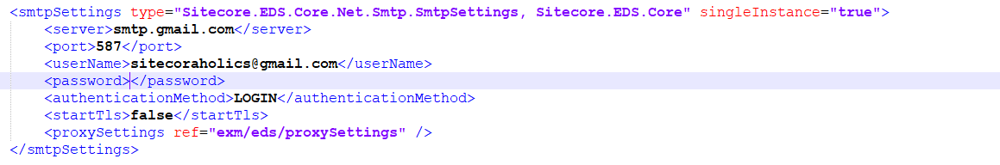 <smtpSettings type="Sitecore.EDS.Core.Net.Smtp.SmtpSettings, Sitecore.EDS.Core" singleInstance="true">
<server>smtp.gmail.com</server>
<port>587</port>
<userName>sitecoraholics@gmail.com</userName>
<password></password>
<authenticationMethod>LOGIN</authenticationMethod>
<startTls>false</startTls>
<proxySettings ref="exm/eds/proxySettings" />
</smtpSettings>